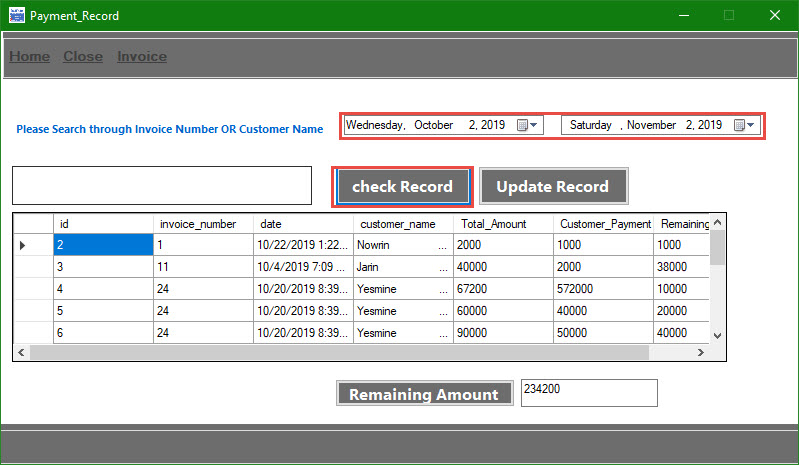 Payment_Record
Home Close Invoice
Please Search through Invoice Number OR Customer Name
Wednesday, October 2, 2019
Saturday , November 2, 2019
check Record Update Record
id invoice_number date customer_name Total_Amount Customer_Payment Remaining
2 1 10/22/2019 1:22... Nowrin ... 2000 1000 1000
3 11 10/4/2019 7:09 ... Jarin ... 40000 2000 38000
4 24 10/20/2019 8:39... Yesmine ... 67200 572000 10000
5 24 10/20/2019 8:39... Yesmine ... 60000 40000 20000
6 24 10/20/2019 8:39... Yesmine ... 90000 50000 40000
Remaining Amount 234200